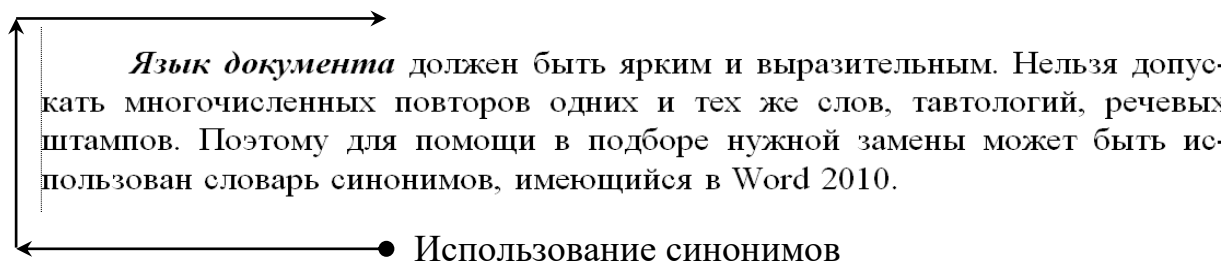 Язык документа должен быть ярким и выразительным. Нельзя допус-
кать многочисленных повторов одних и тех же слов, тавтологий, речевых
штампов. Поэтому для помощи в подборе нужной замены может быть ис-
пользован словарь синонимов, имеющийся в Word 2010.
Использование синонимов